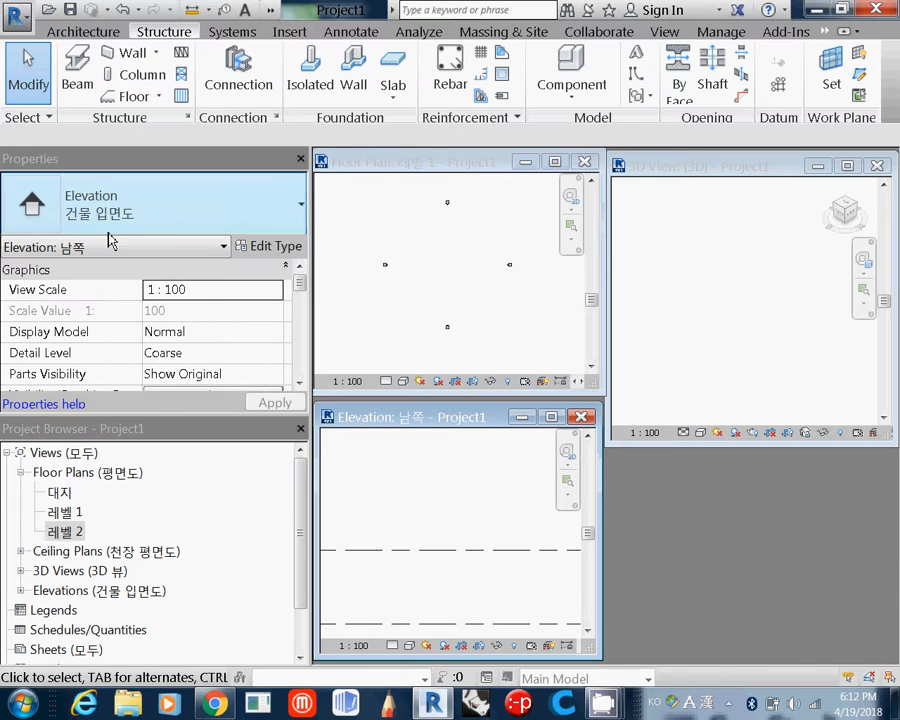 Project1
Type a keyword or phrase
Sign In
Architecture Structure Systems Insert Annotate Analyze Massing & Site Collaborate View Manage Add-Ins
Modify
Beam
Wall
Column
Floor
Connection
Isolated Wall Slab
Rebar
Component
By Face
Shaft
Set
Select Structure Connection Foundation Reinforcement Model Opening Datum Work Plane
Properties
Elevation
건물 입면도
Elevation: 남쪽
Edit Type
Graphics
View Scale 1 : 100
Scale Value 1: 100
Display Model Normal
Detail Level Coarse
Parts Visibility Show Original
Properties help
Apply
Project Browser - Project1
Views (모두)
Floor Plans (평면도)
대지
레벨 1
레벨 2
Ceiling Plans (천장 평면도)
3D Views (3D 뷰)
Elevations (건물 입면도)
Legends
Schedules/Quantities
Sheets (모두)
Floor Plan: 레벨 1 - Project1
1 : 100
Elevation: 남쪽 - Project1
1 : 100
3D View: {3D} - Project1
1 : 100
Click to select, TAB for alternates, CTRL
:0
Main Model
KO A 漢
6:12 PM
4/19/2018